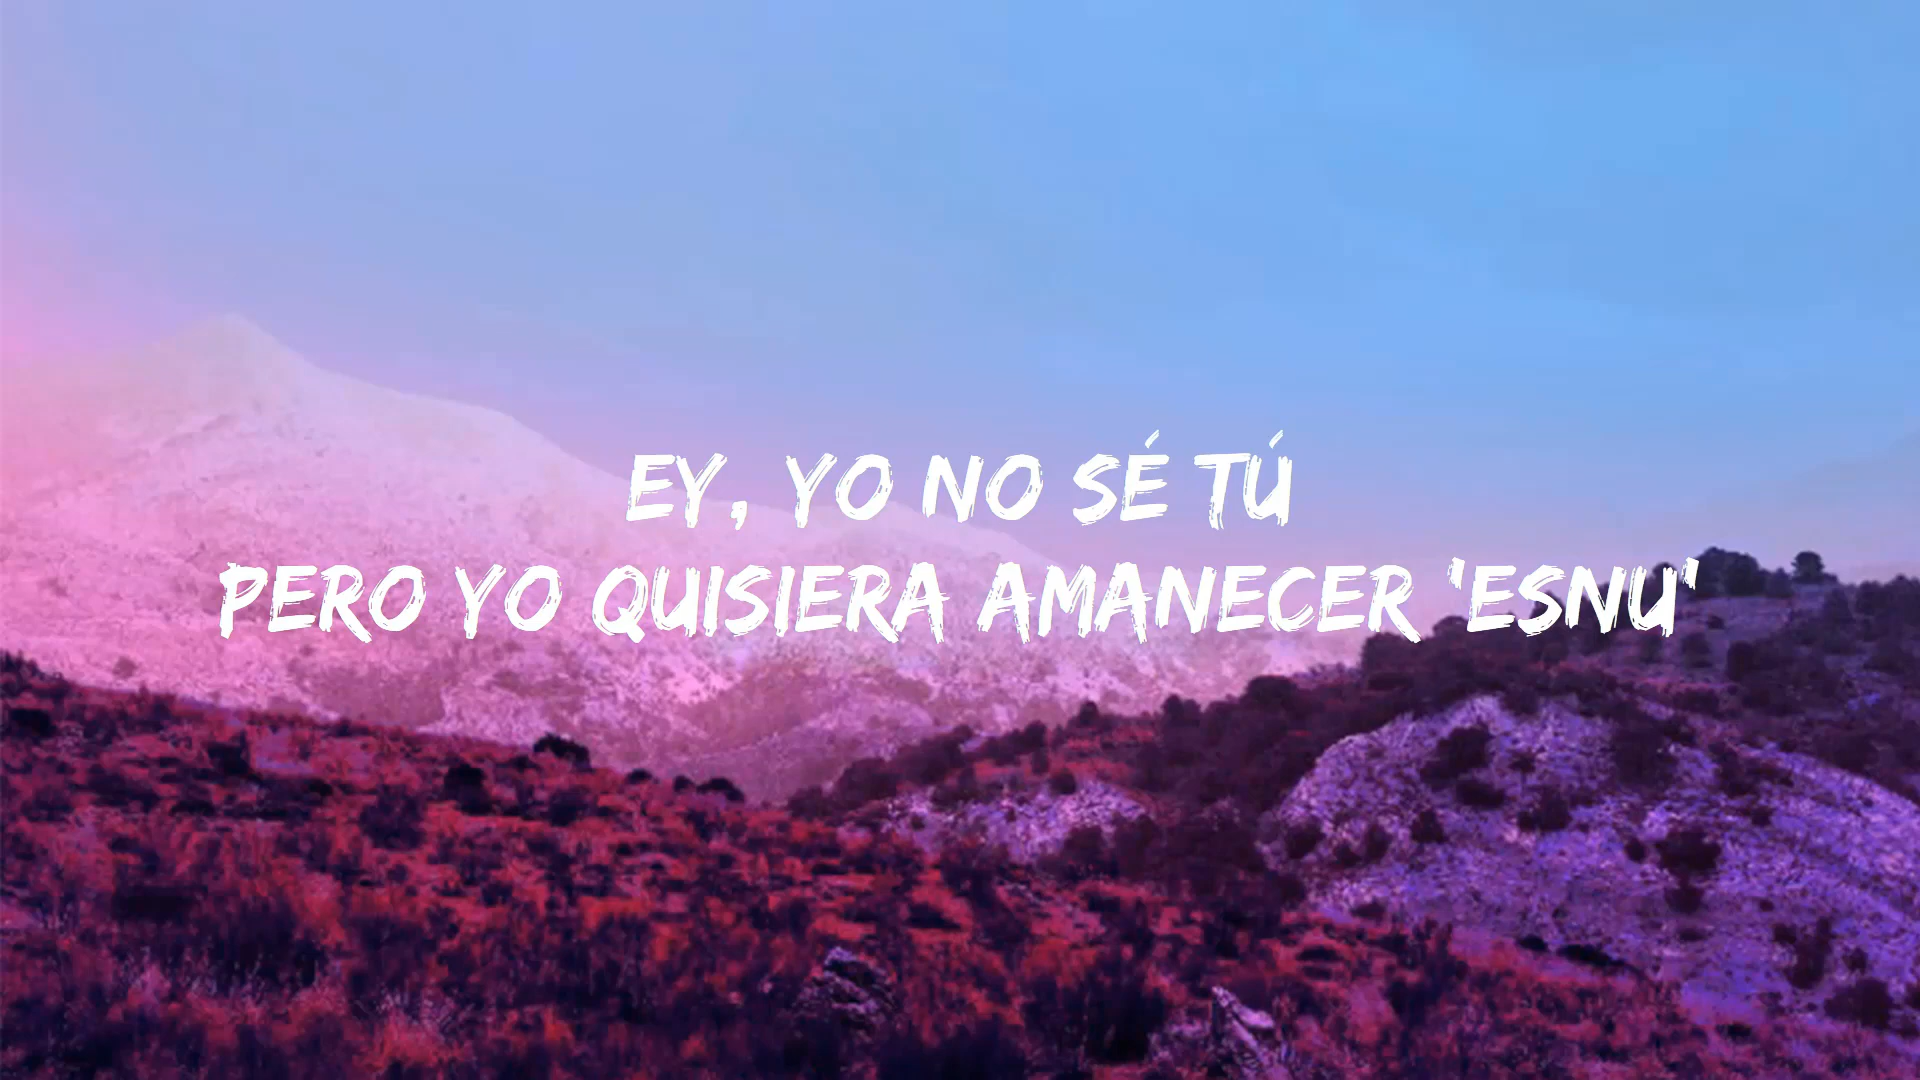 EY, YO NO SÉ TÚ
PERO YO QUISIERA AMANECER 'ESNU'